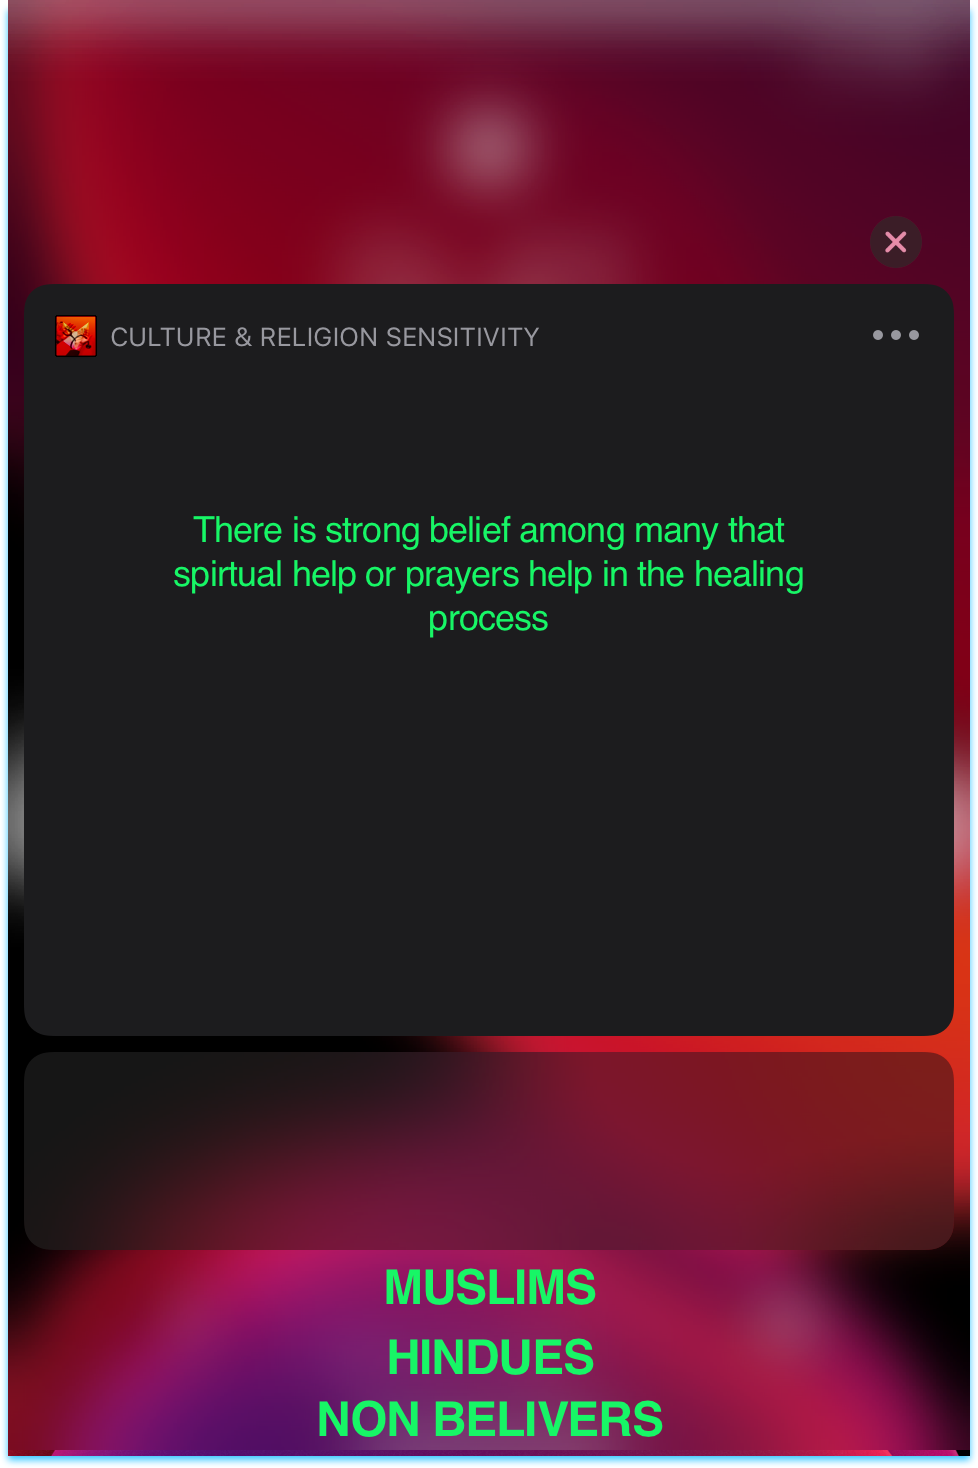 CULTURE & RELIGION SENSITIVITY
There is strong belief among many that
spirtual help or prayers help in the healing
process
MUSLIMS
HINDUES
NON BELIVERS